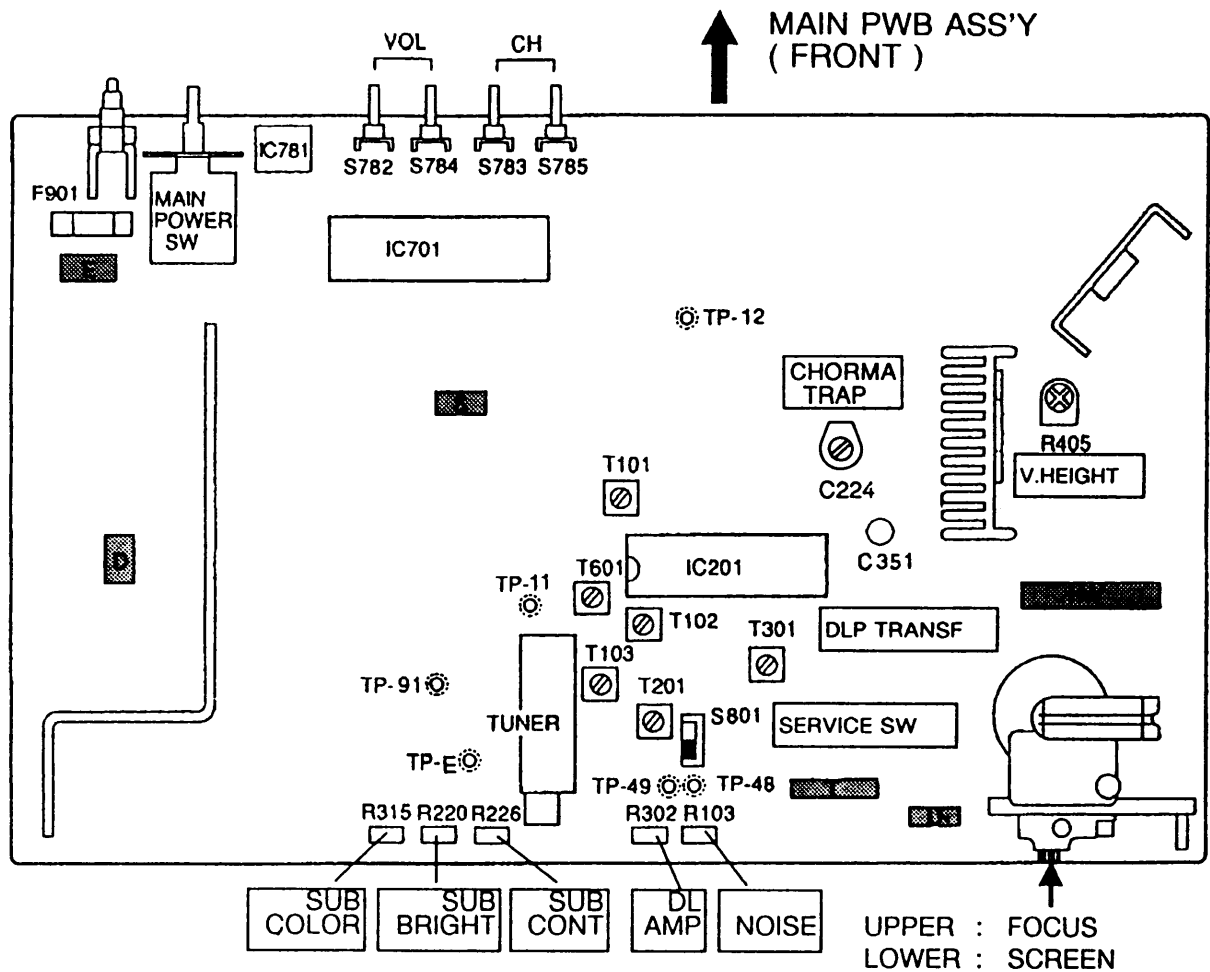 MAIN PWB ASS'Y
( FRONT )
VOL
CH
IC781
S782
S784
S783
S785
F901
MAIN
POWER
SW
IC701
E
TP-12
CHORMA
TRAP
A
R405
V.HEIGHT
C224
T101
C351
D
IC201
T601
TP-11
T102
T301
DLP TRANSF
T103
TP-91
T201
S801
TUNER
SERVICE SW
TP-E
TP-49
TP-48
R315
R220
R226
R302
R103
SUB
COLOR
SUB
BRIGHT
SUB
CONT
DL
AMP
NOISE
UPPER : FOCUS
LOWER : SCREEN